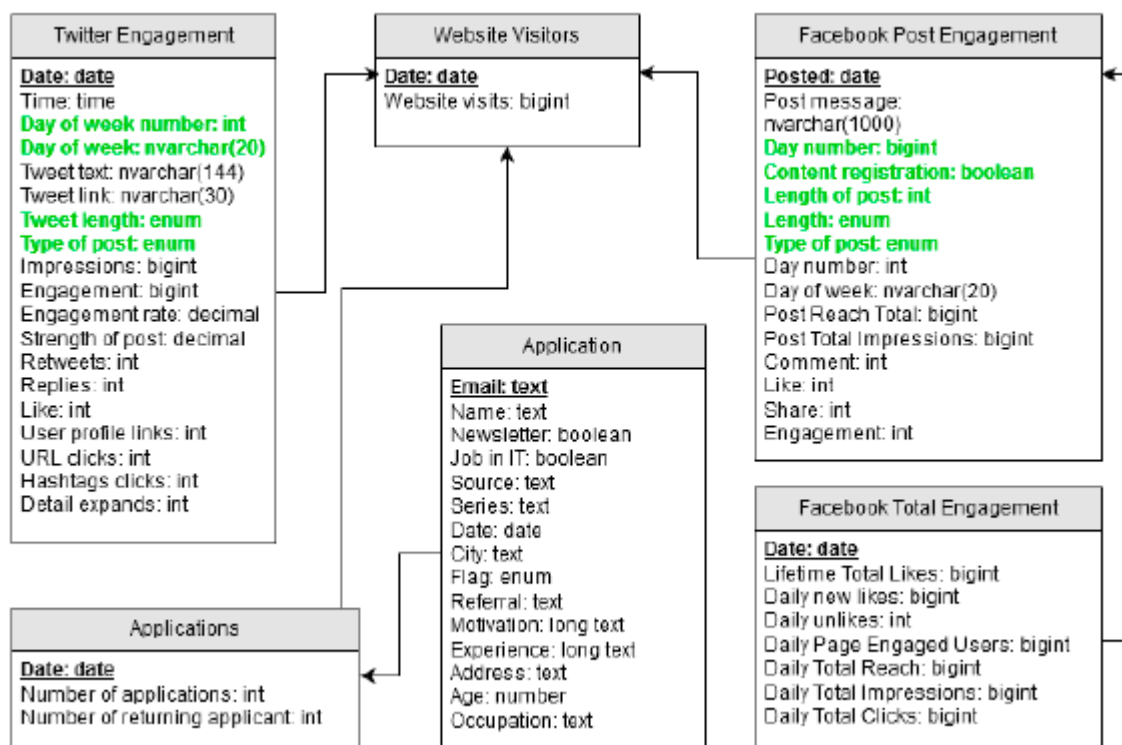 Twitter Engagement
Date: date
Time: time
Day of week number: int
Day of week: nvarchar(20)
Tweet text: nvarchar(144)
Tweet link: nvarchar(30)
Tweet length: enum
Type of post: enum
Impressions: bigint
Engagement: bigint
Engagement rate: decimal
Strength of post: decimal
Retweets: int
Replies: int
Like: int
User profile links: int
URL clicks: int
Hashtags clicks: int
Detail expands: int
Website Visitors
Date: date
Website visits: bigint
Facebook Post Engagement
Posted: date
Post message:
nvarchar(1000)
Day number: bigint
Content registration: boolean
Length of post: int
Length: enum
Type of post: enum
Day number: int
Day of week: nvarchar(20)
Post Reach Total: bigint
Post Total Impressions: bigint
Comment: int
Like: int
Share: int
Engagement: int
Application
Email: text
Name: text
Newsletter: boolean
Job in IT: boolean
Source: text
Series: text
Date: date
City: text
Flag: enum
Referral: text
Motivation: long text
Experience: long text
Address: text
Age: number
Occupation: text
Applications
Date: date
Number of applications: int
Number of returning applicant: int
Facebook Total Engagement
Date: date
Lifetime Total Likes: bigint
Daily new likes: bigint
Daily unlikes: int
Daily Page Engaged Users: bigint
Daily Total Reach: bigint
Daily Total Impressions: bigint
Daily Total Clicks: bigint